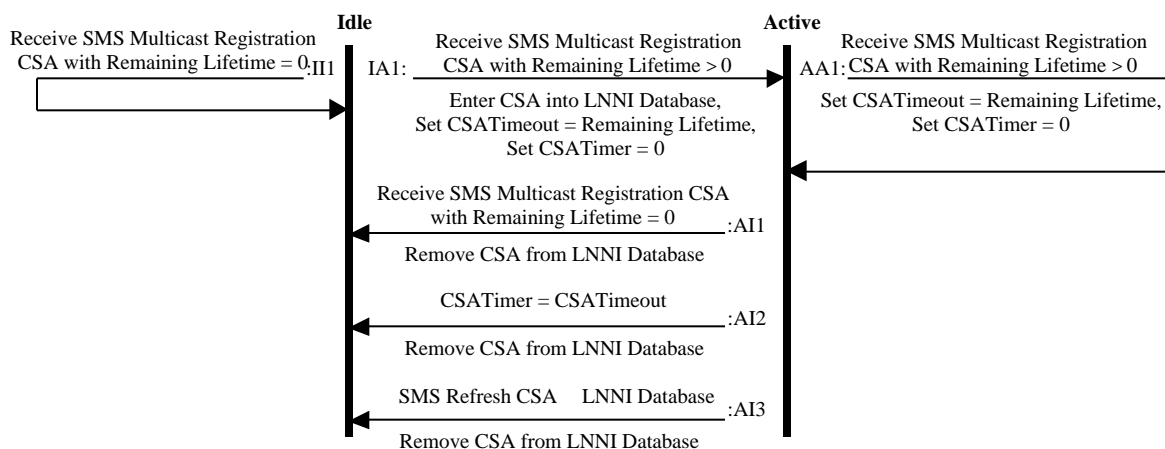 Idle
Active
Receive SMS Multicast Registration
CSA with Remaining Lifetime = 0
:II1
IA1:
Receive SMS Multicast Registration
CSA with Remaining Lifetime > 0
Enter CSA into LNNI Database,
Set CSATimeout = Remaining Lifetime,
Set CSATimer = 0
AA1:
Receive SMS Multicast Registration
CSA with Remaining Lifetime > 0
Set CSATimeout = Remaining Lifetime,
Set CSATimer = 0
Receive SMS Multicast Registration CSA
with Remaining Lifetime = 0
:AI1
Remove CSA from LNNI Database
CSATimer = CSATimeout
:AI2
Remove CSA from LNNI Database
SMS Refresh CSA LNNI Database
:AI3
Remove CSA from LNNI Database